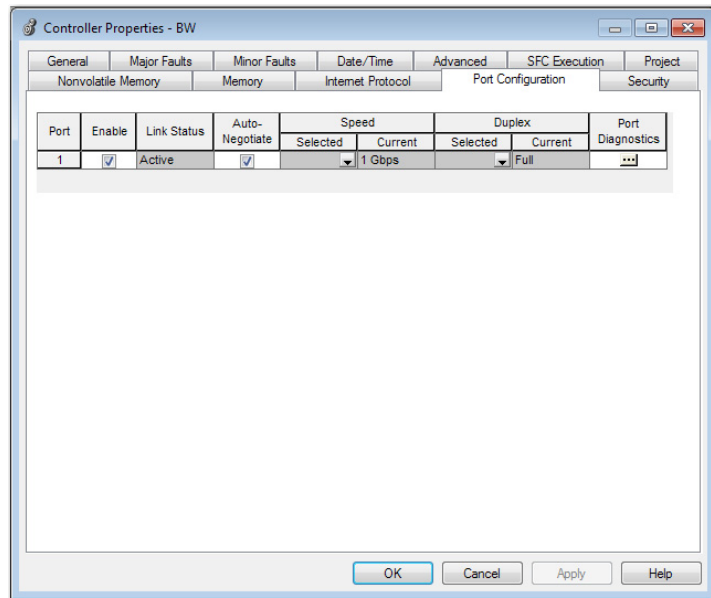 Controller Properties - BW
General Major Faults Minor Faults Date/Time Advanced SFC Execution Project
Nonvolatile Memory Memory Internet Protocol Port Configuration Security
Port Enable Link Status Auto-Negotiate Speed Duplex Port Diagnostics
Selected Current Selected Current
1 Active 1 Gbps Full ...
OK Cancel Apply Help